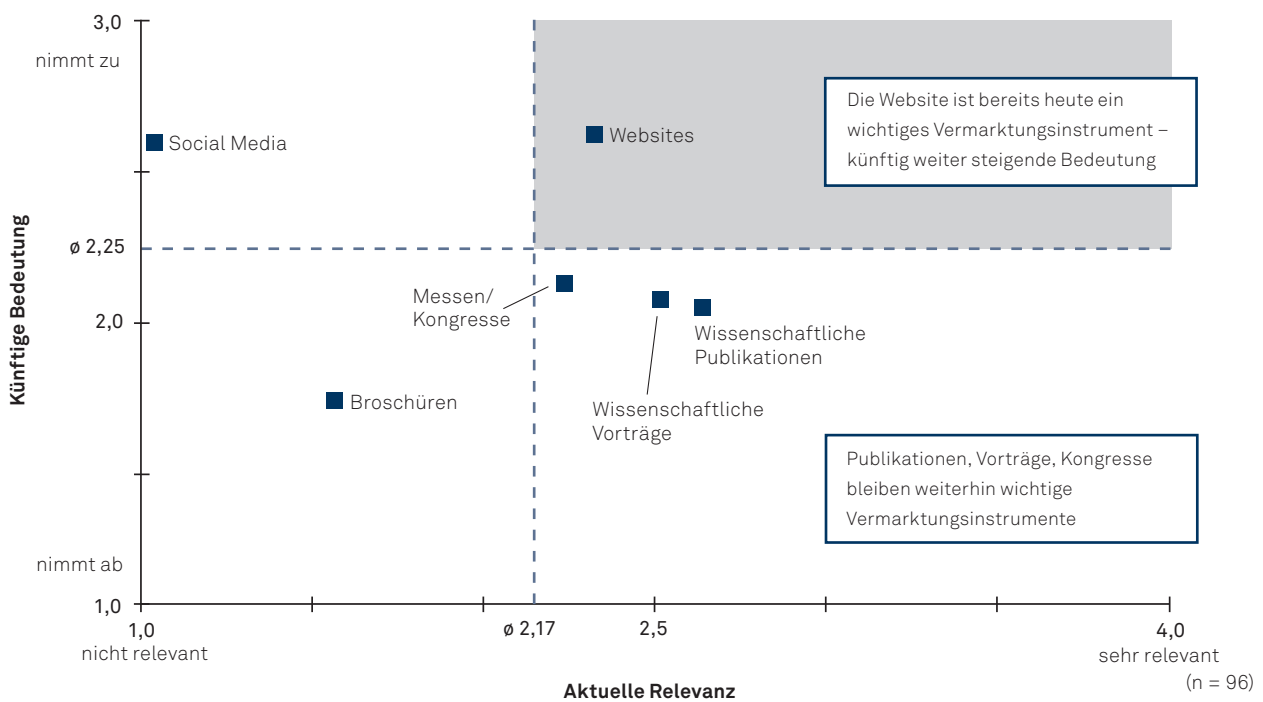 3,0
nimmt zu
Social Media
Websites
Die Website ist bereits heute ein
wichtiges Vermarktungsinstrument –
künftig weiter steigende Bedeutung
Künftige Bedeutung
ø 2,25
Messen/
Kongresse
2,0
Wissenschaftliche
Publikationen
Broschüren
Wissenschaftliche
Vorträge
Publikationen, Vorträge, Kongresse
bleiben weiterhin wichtige
Vermarktungsinstrumente
nimmt ab
1,0
1,0
ø 2,17
2,5
4,0
nicht relevant
sehr relevant
(n = 96)
Aktuelle Relevanz